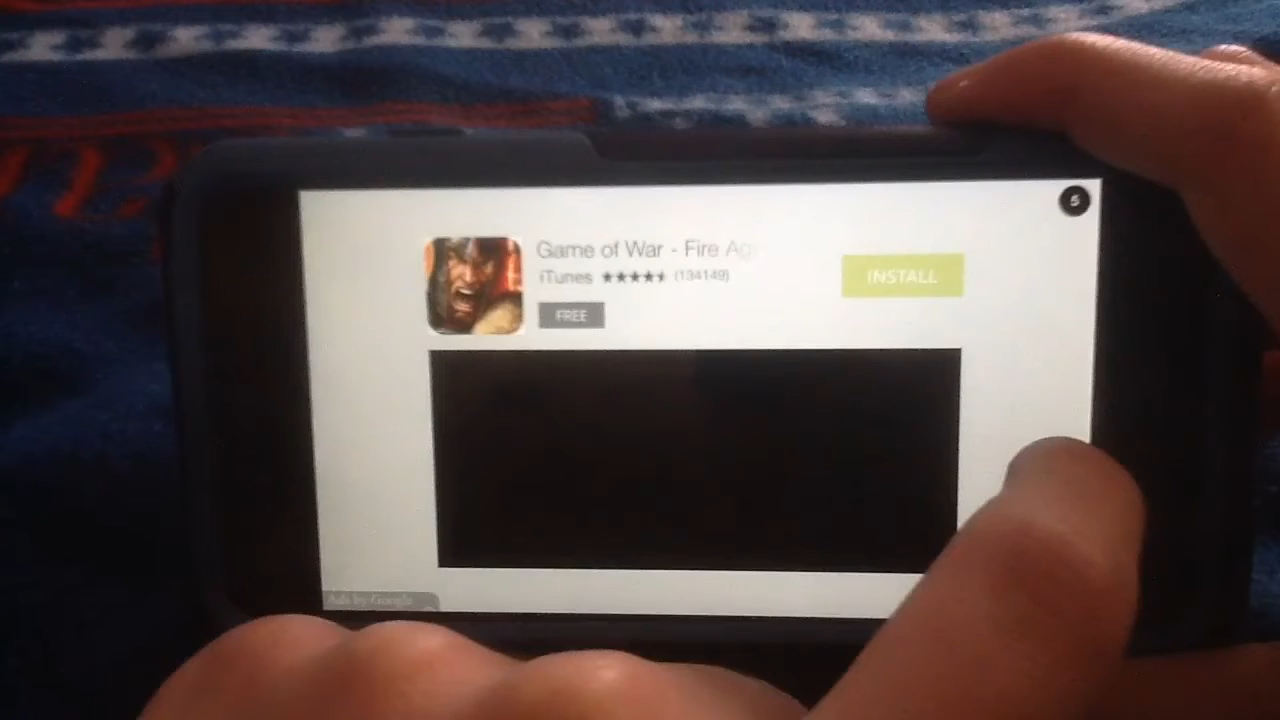 5
Game of War - Fire Ag
iTunes (134149)
INSTALL
FREE
Ads by Google